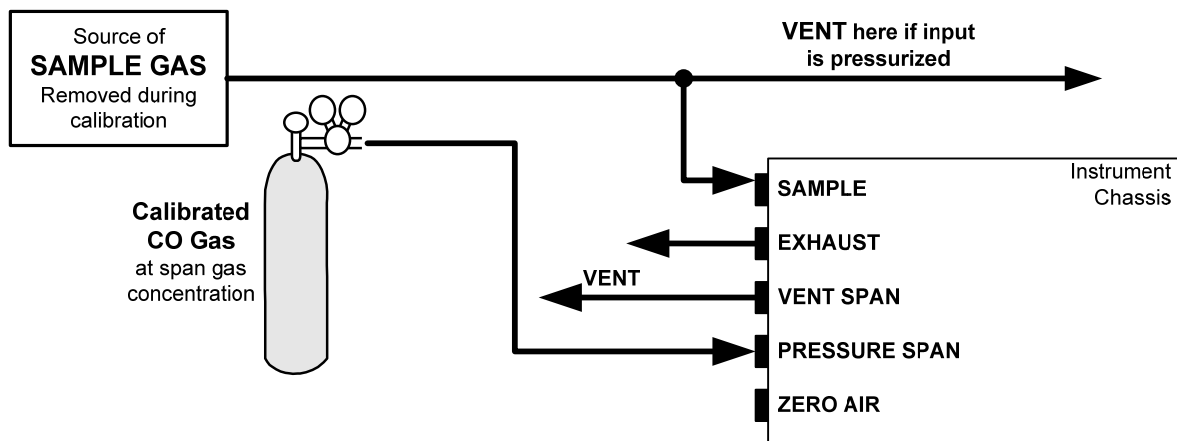 Source of
SAMPLE GAS
Removed during
calibration
VENT here if input
is pressurized
Calibrated
CO Gas
at span gas
concentration
VENT
Instrument
Chassis
SAMPLE
EXHAUST
VENT SPAN
PRESSURE SPAN
ZERO AIR